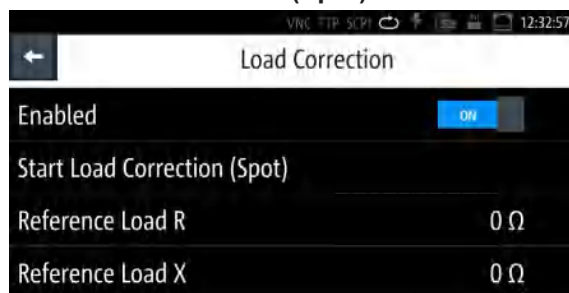 (Spot)
VNC FTP SCPI 12:32:57
Load Correction
Enabled ON
Start Load Correction (Spot)
Reference Load R 0 Ω
Reference Load X 0 Ω